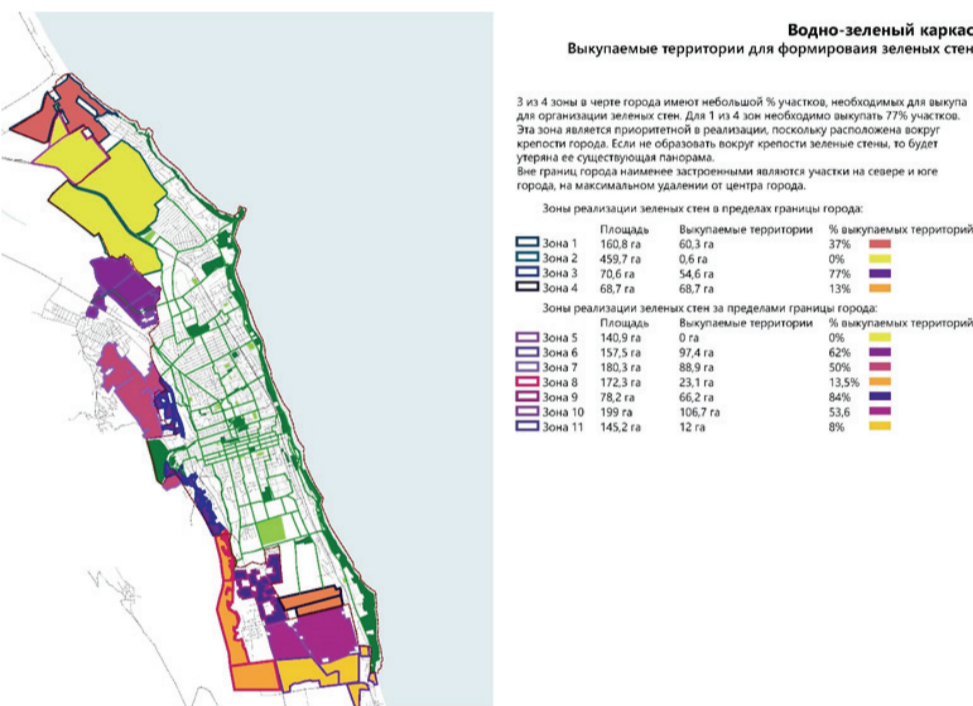 Водно-зеленый каркас
Выкупаемые территории для формироваия зеленых стен
3 из 4 зоны в черте города имеют небольшой % участков, необходимых для выкупа
для организации зеленых стен. Для 1 из 4 зон необходимо выкупать 77% участков.
Эта зона является приоритетной в реализации, поскольку расположена вокруг
крепости города. Если не образовать вокруг крепости зеленые стены, то будет
утеряна ее существующая панорама.
Вне границ города наименее застроенными являются участки на севере и юге
города, на максимальном удалении от центра города.
Зоны реализации зеленых стен в пределах границы города:
Площадь Выкупаемые территории % выкупаемых территорий
Зона 1 160,8 га 60,3 га 37%
Зона 2 459,7 га 0,6 га 0%
Зона 3 70,6 га 54,6 га 77%
Зона 4 68,7 га 68,7 га 13%
Зоны реализации зеленых стен за пределами границы города:
Площадь Выкупаемые территории % выкупаемых территорий
Зона 5 140,9 га 0 га 0%
Зона 6 157,5 га 97,4 га 62%
Зона 7 180,3 га 88,9 га 50%
Зона 8 172,3 га 23,1 га 13,5%
Зона 9 78,2 га 66,2 га 84%
Зона 10 199 га 106,7 га 53,6
Зона 11 145,2 га 12 га 8%